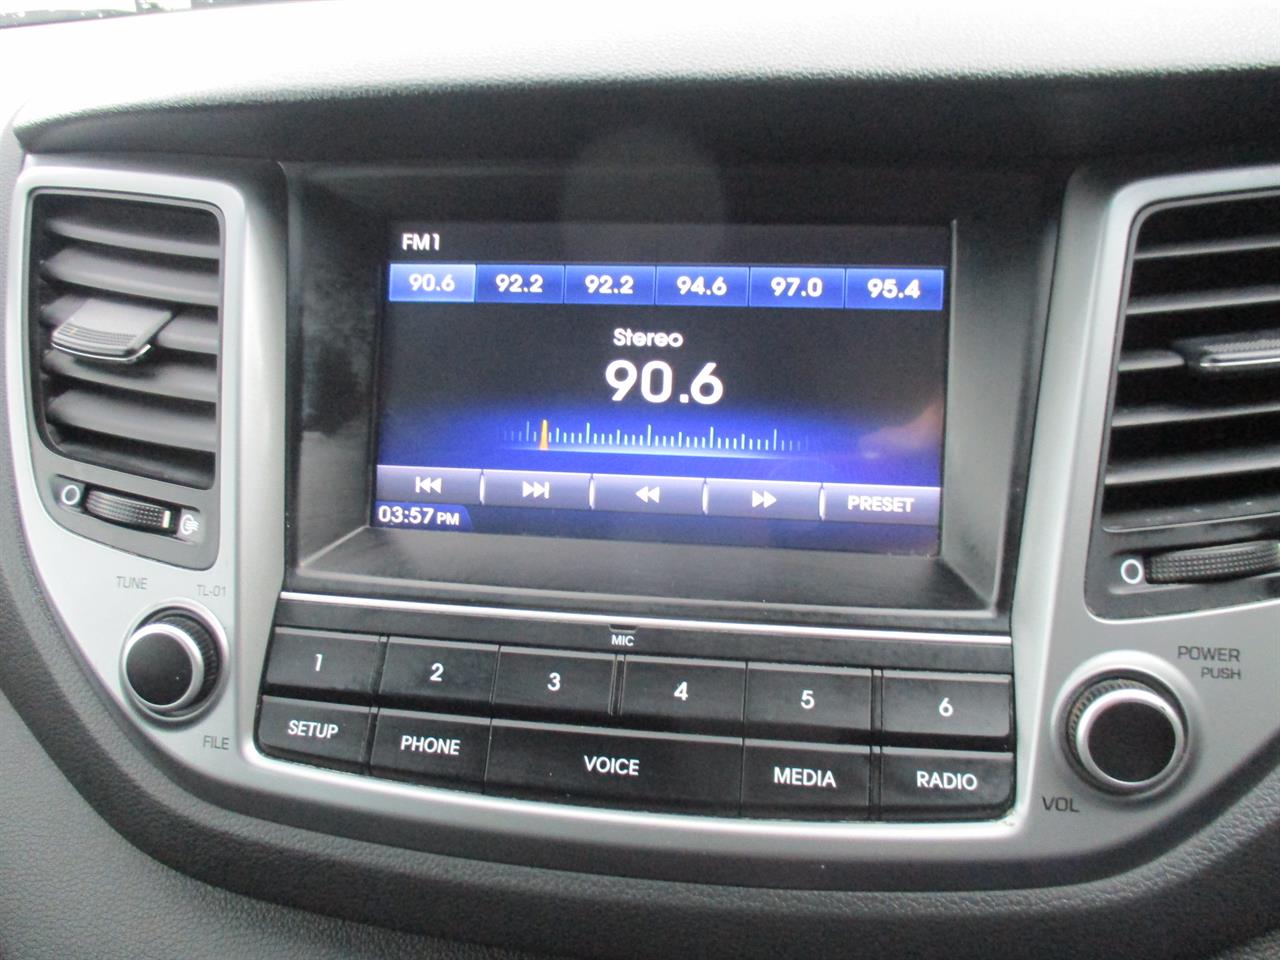 FM1
90.6 92.2 92.2 94.6 97.0 95.4
Stereo
90.6
PRESET
03:57 PM
TUNE
TL-01
FILE
MIC
1 2 3 4 5 6
SETUP PHONE VOICE MEDIA RADIO
POWER
PUSH
VOL